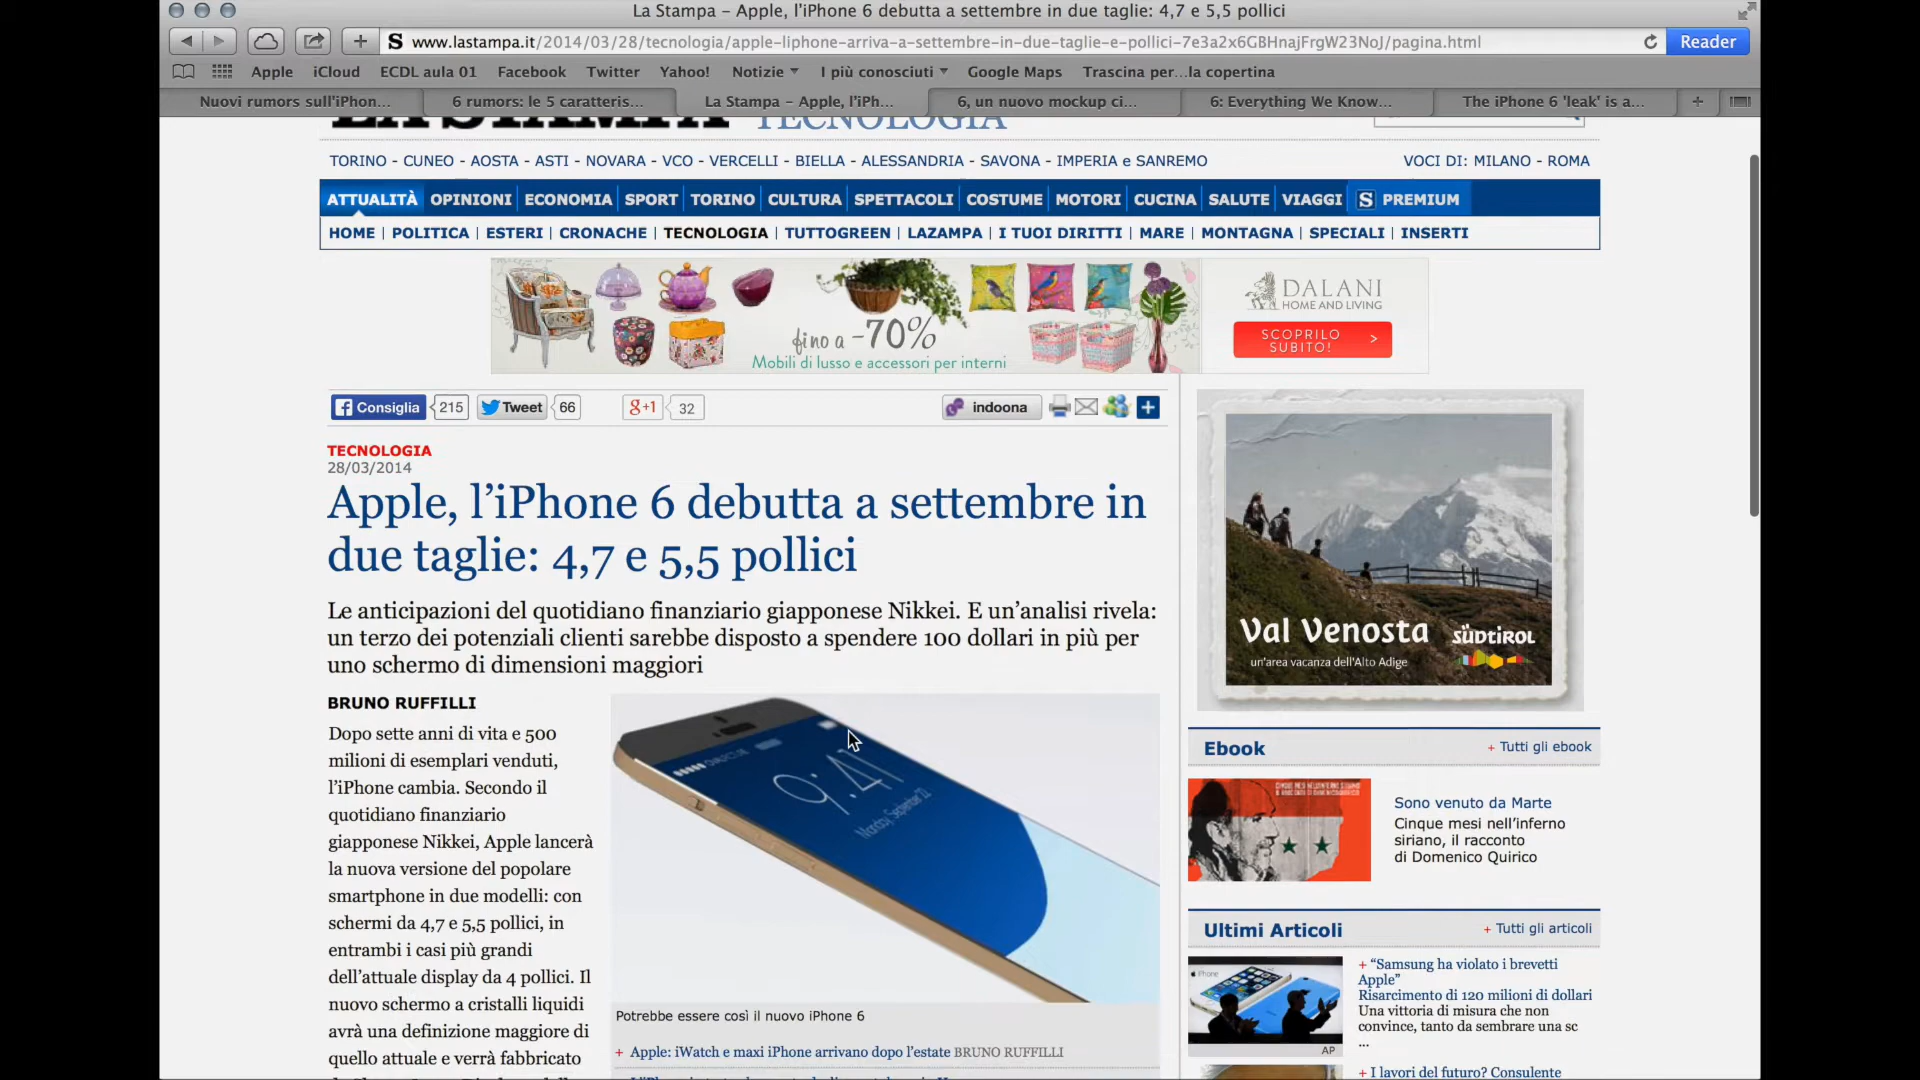 La Stampa – Apple, l'iPhone 6 debutta a settembre in due taglie: 4,7 e 5,5 pollici
S www.lastampa.it/2014/03/28/tecnologia/apple-liphone-arriva-a-settembre-in-due-taglie-e-pollici-7e3a2x6GBHnajFrgW23NoJ/pagina.html
Reader
Apple iCloud ECDL aula 01 Facebook Twitter Yahoo! Notizie I più conosciuti Google Maps Trascina per...la copertina
Nuovi rumors sull'iPhon...
6 rumors: le 5 caratteris...
La Stampa – Apple, l'iPh...
6, un nuovo mockup ci...
6: Everything We Know...
The iPhone 6 'leak' is a...
LA STAMPA TECNOLOGIA
TORINO - CUNEO - AOSTA - ASTI - NOVARA - VCO - VERCELLI - BIELLA - ALESSANDRIA - SAVONA - IMPERIA e SANREMO
VOCI DI: MILANO - ROMA
ATTUALITÀ OPINIONI ECONOMIA SPORT TORINO CULTURA SPETTACOLI COSTUME MOTORI CUCINA SALUTE VIAGGI S PREMIUM
HOME | POLITICA | ESTERI | CRONACHE | TECNOLOGIA | TUTTOGREEN | LAZAMPA | I TUOI DIRITTI | MARE | MONTAGNA | SPECIALI | INSERTI
fino a -70%
Mobili di lusso e accessori per interni
DALANI
HOME AND LIVING
SCOPRILO
SUBITO! >
Consiglia 215 Tweet 66 g+1 32
indoona
TECNOLOGIA
28/03/2014
Apple, l'iPhone 6 debutta a settembre in
due taglie: 4,7 e 5,5 pollici
Le anticipazioni del quotidiano finanziario giapponese Nikkei. E un'analisi rivela:
un terzo dei potenziali clienti sarebbe disposto a spendere 100 dollari in più per
uno schermo di dimensioni maggiori
BRUNO RUFFILLI
Dopo sette anni di vita e 500
milioni di esemplari venduti,
l'iPhone cambia. Secondo il
quotidiano finanziario
giapponese Nikkei, Apple lancerà
la nuova versione del popolare
smartphone in due modelli: con
schermi da 4,7 e 5,5 pollici, in
entrambi i casi più grandi
dell'attuale display da 4 pollici. Il
nuovo schermo a cristalli liquidi
avrà una definizione maggiore di
quello attuale e verrà fabbricato
9:41
Monday, September 22
Potrebbe essere così il nuovo iPhone 6
+ Apple: iWatch e maxi iPhone arrivano dopo l'estate BRUNO RUFFILLI
Val Venosta
un'area vacanza dell'Alto Adige
SÜDTIROL
Ebook
+ Tutti gli ebook
Sono venuto da Marte
Cinque mesi nell'inferno
siriano, il racconto
di Domenico Quirico
Ultimi Articoli
+ Tutti gli articoli
iPhone
AP
+ “Samsung ha violato i brevetti
Apple”
Risarcimento di 120 milioni di dollari
Una vittoria di misura che non
convince, tanto da sembrare una sc
...
+ I lavori del futuro? Consulente